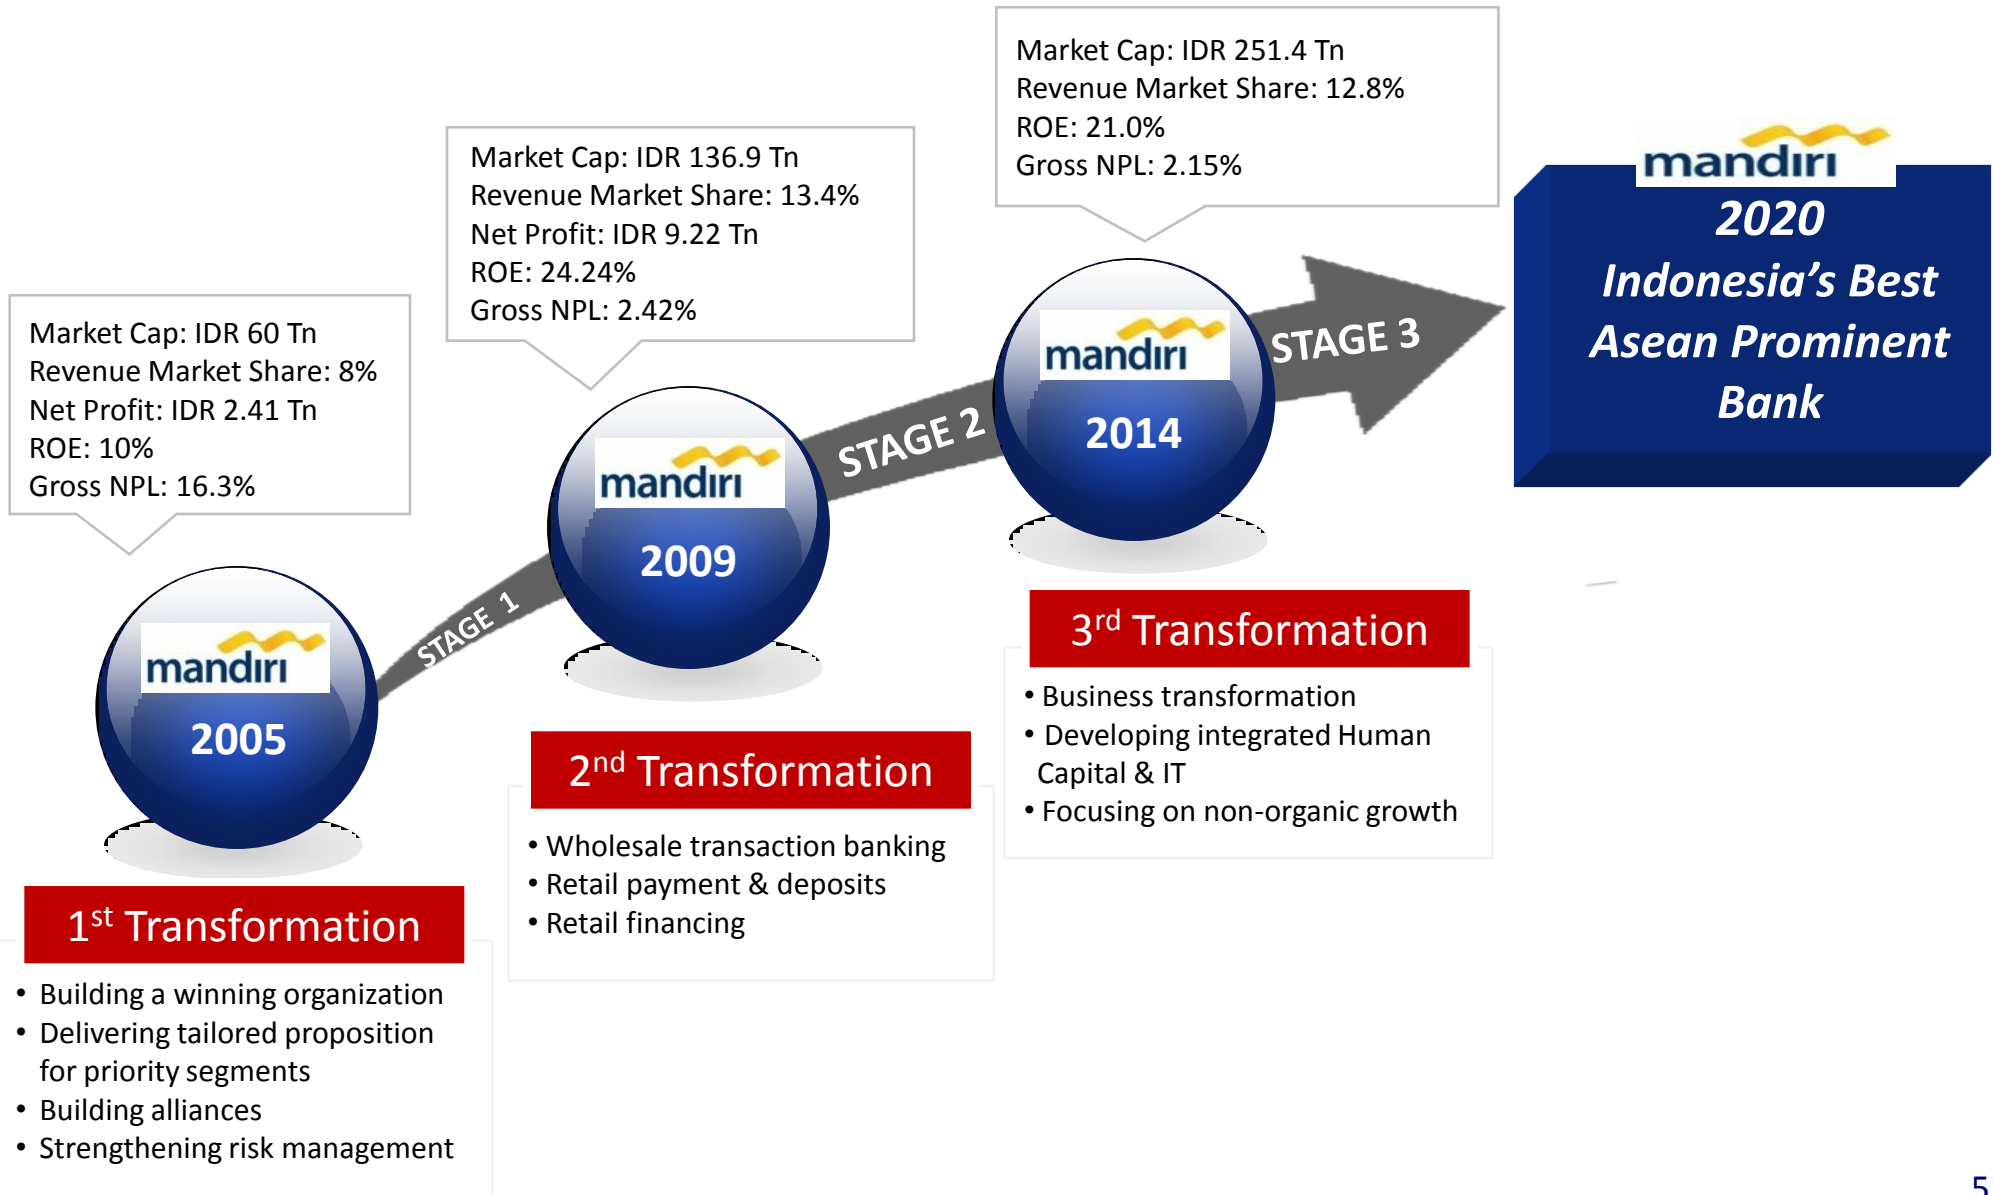 Market Cap: IDR 60 Tn
Revenue Market Share: 8%
Net Profit: IDR 2.41 Tn
ROE: 10%
Gross NPL: 16.3%
mandırı
2005
STAGE 1
1st Transformation
• Building a winning organization
• Delivering tailored proposition
for priority segments
• Building alliances
• Strengthening risk management
Market Cap: IDR 136.9 Tn
Revenue Market Share: 13.4%
Net Profit: IDR 9.22 Tn
ROE: 24.24%
Gross NPL: 2.42%
mandırı
2009
STAGE 2
2nd Transformation
• Wholesale transaction banking
• Retail payment & deposits
• Retail financing
Market Cap: IDR 251.4 Tn
Revenue Market Share: 12.8%
ROE: 21.0%
Gross NPL: 2.15%
mandırı
2014
STAGE 3
3rd Transformation
• Business transformation
• Developing integrated Human
Capital & IT
• Focusing on non-organic growth
mandırı
2020
Indonesia’s Best
Asean Prominent
Bank
5